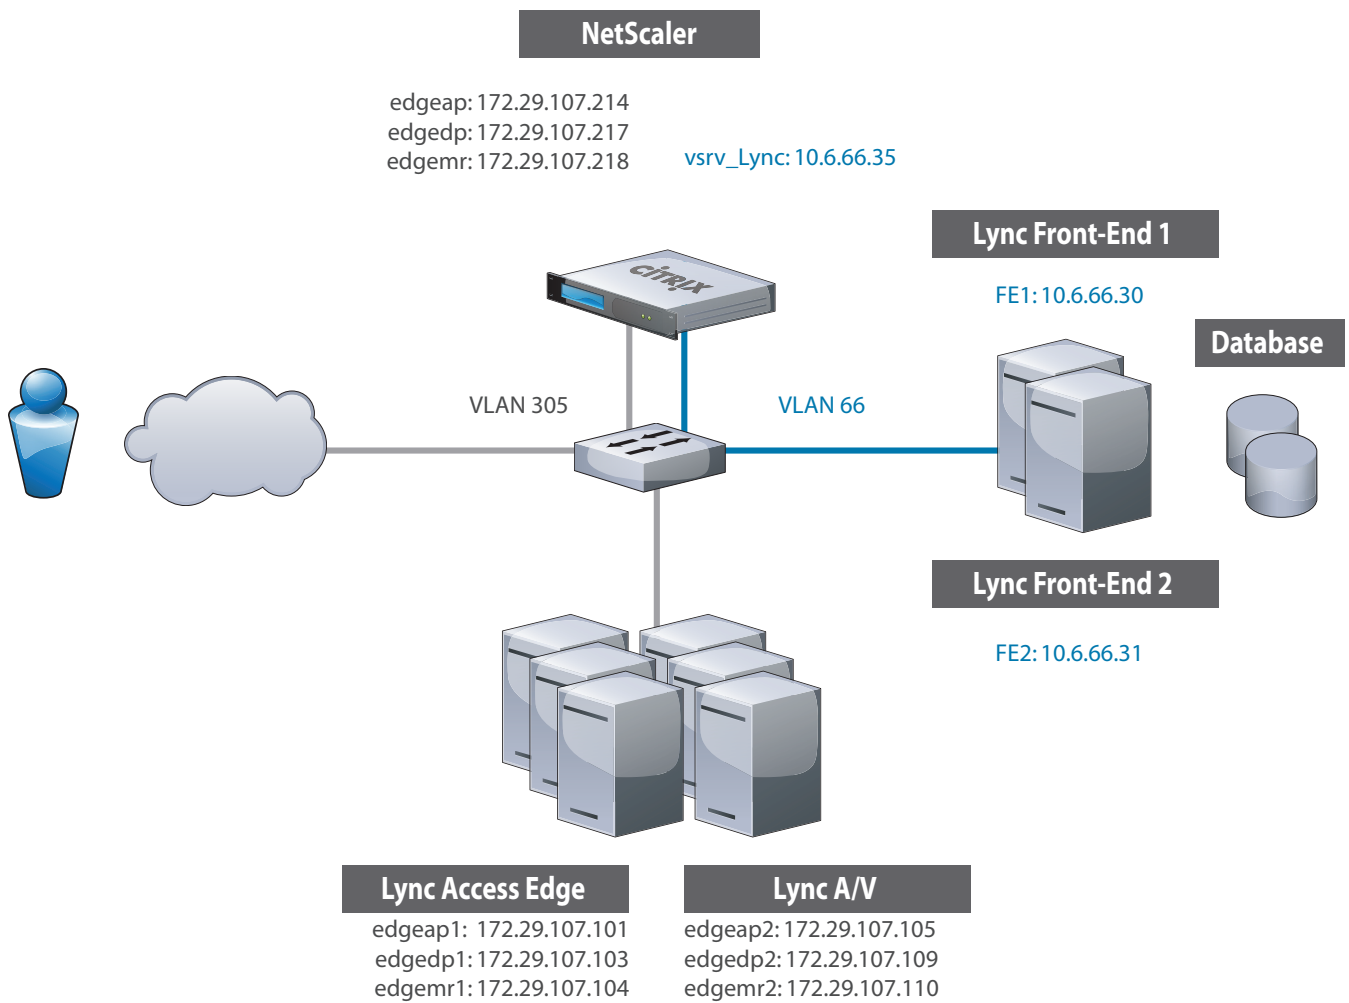 NetScaler
edgeap: 172.29.107.214
edgedp: 172.29.107.217
edgemr: 172.29.107.218
vsrv_Lync: 10.6.66.35
Lync Front-End 1
FE1: 10.6.66.30
CITRIX
Database
VLAN 305
VLAN 66
Lync Front-End 2
FE2: 10.6.66.31
Lync Access Edge
edgeap1: 172.29.107.101
edgedp1: 172.29.107.103
edgemr1: 172.29.107.104
Lync A/V
edgeap2: 172.29.107.105
edgedp2: 172.29.107.109
edgemr2: 172.29.107.110